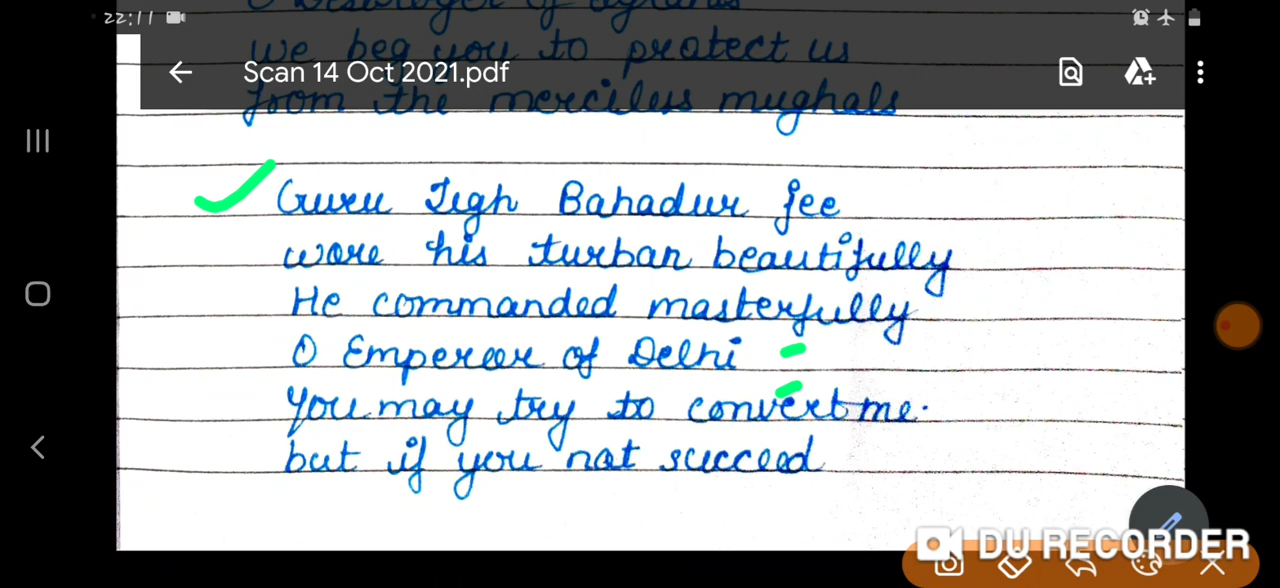 22:11
we beg you to protect us
Scan 14 Oct 2021.pdf
from the merciless mughals
Guru Tegh Bahadur Jee
wore his turban beautifully
He commanded masterfully
O Emperor of Delhi
You may try to convert me.
but if you not succeed
DU RECORDER